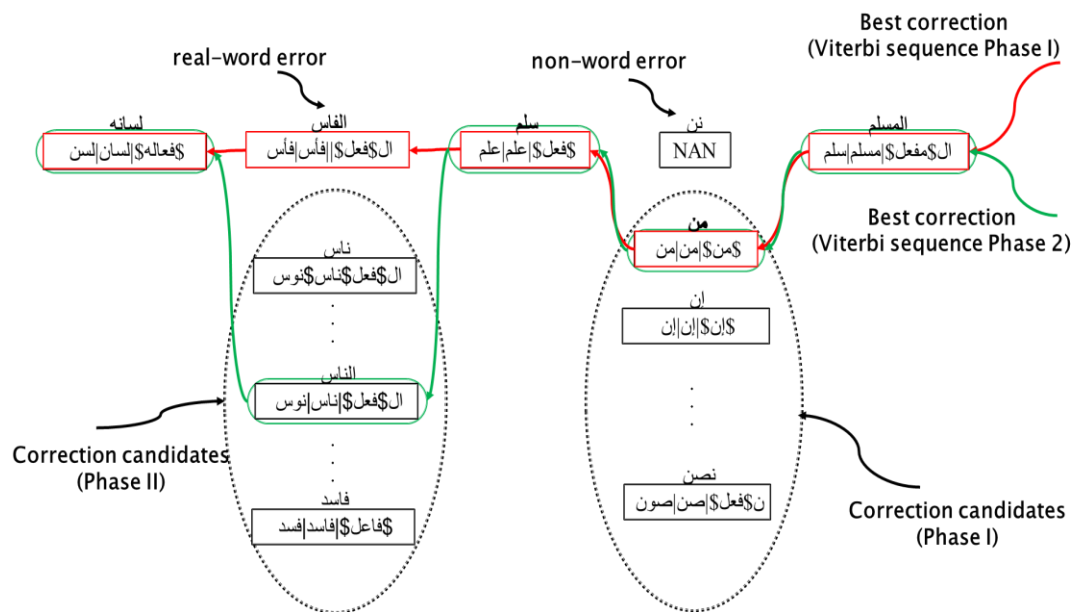 Best correction
(Viterbi sequence Phase I)
real-word error
non-word error
المسلم
نن
سلم
الفاس
لسانه
ال$مفعل$|مسلم|سلم
NAN
$فعل$|علم|علم
ال$فعل$||فأس|فأس
$فعاله$|لسان|لسن
Best correction
(Viterbi sequence Phase 2)
من
$من$|من|من
ناس
ال$فعل$ناس$نوس
إن
$إن$|إن|إن
الناس
ال$فعل$|ناس|نوس
Correction candidates
(Phase II)
نصن
ن$فعل$|صن|صون
فاسد
$فاعل$|فاسد|فسد
Correction candidates
(Phase I)